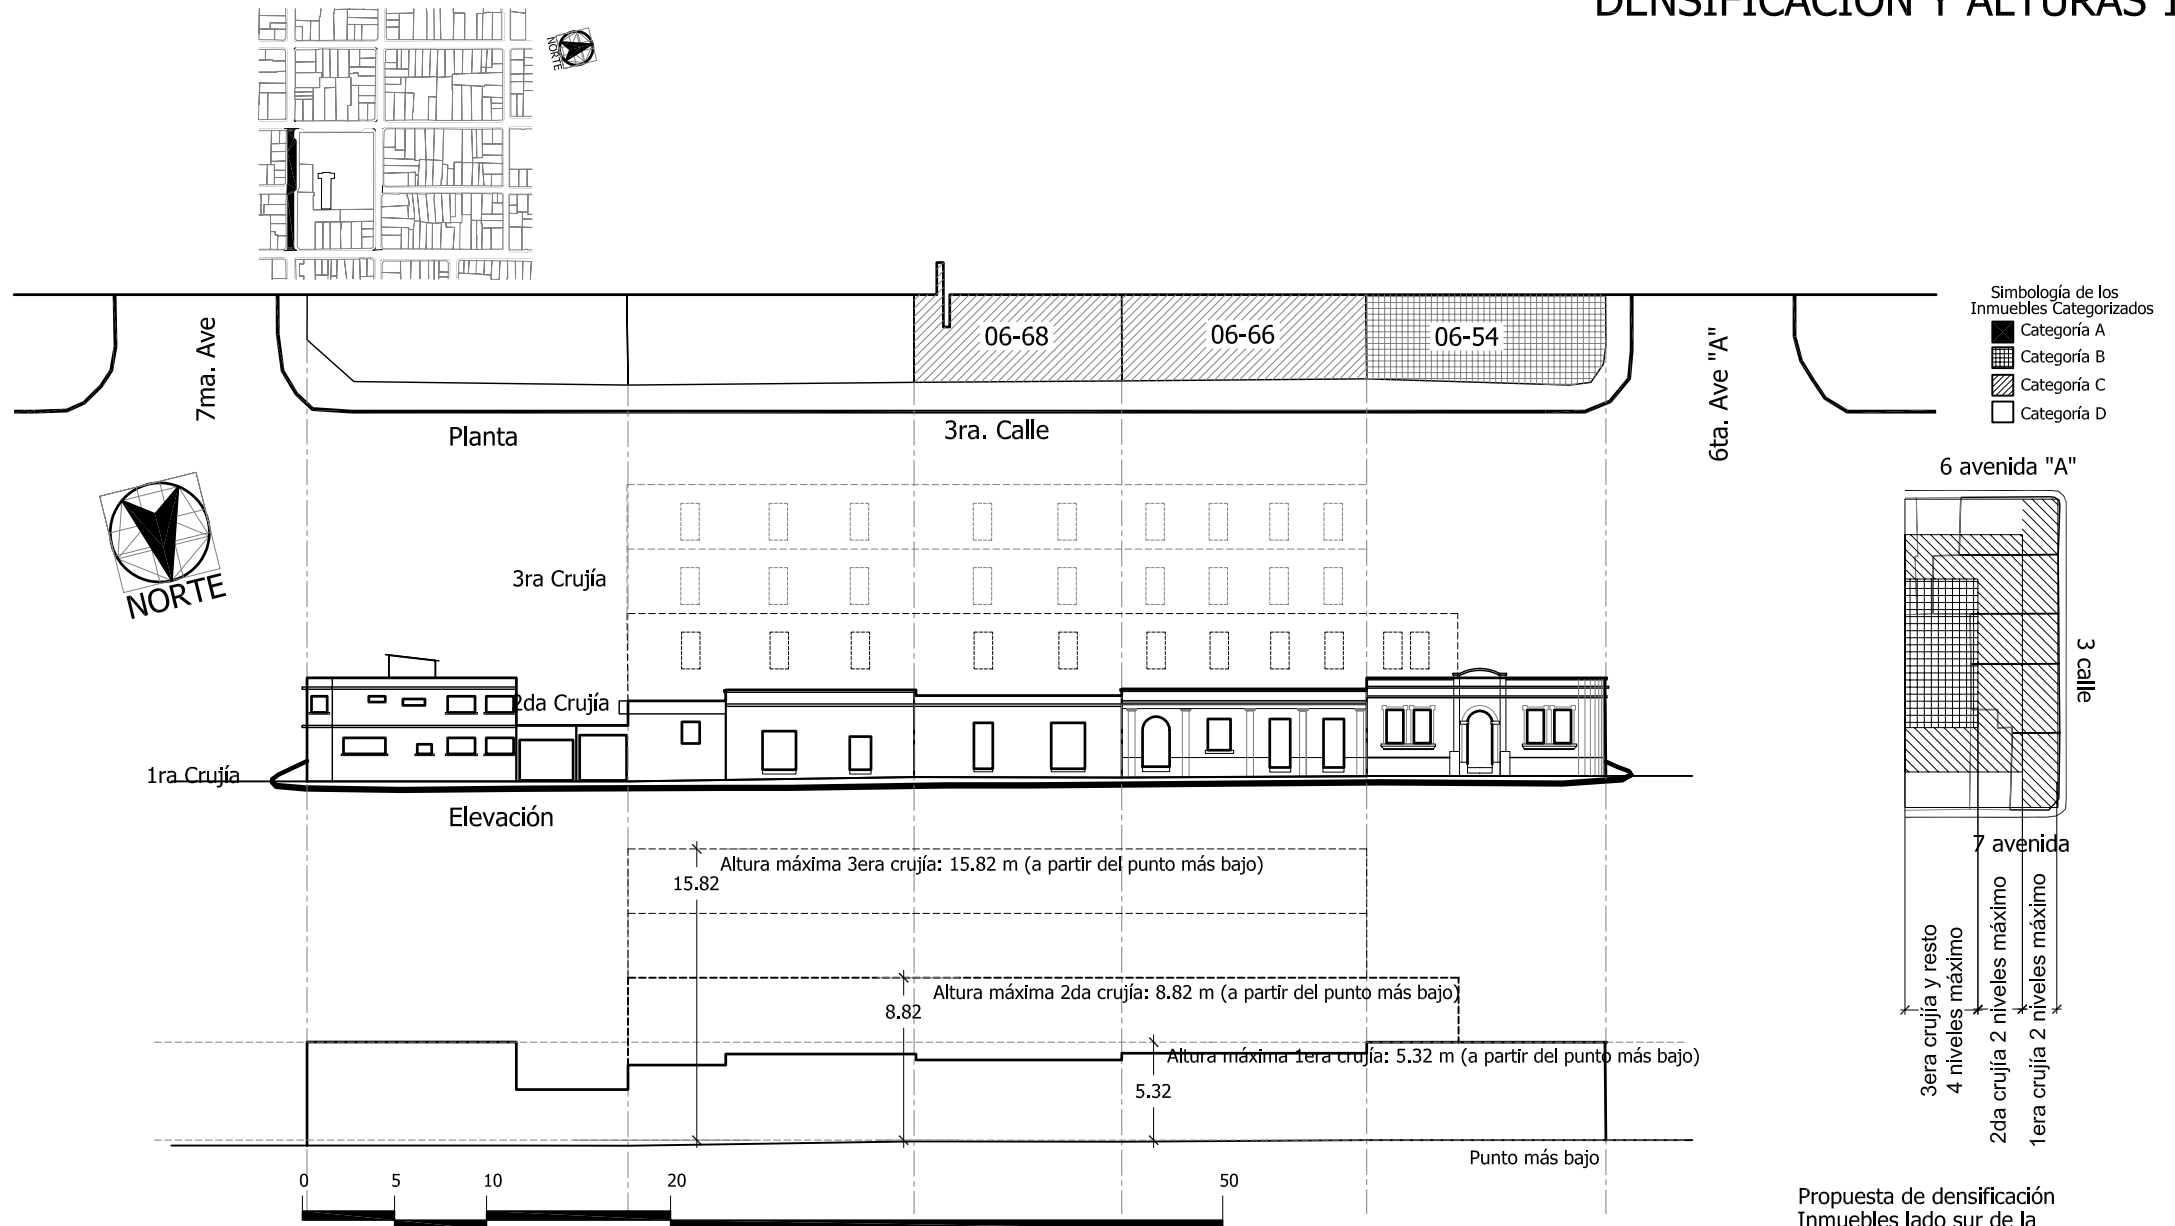 DENSIFICACIÓN Y ALTURAS
NORTE
06-68
06-66
06-54
7ma. Ave
6ta. Ave "A"
Planta
3ra. Calle
Simbología de los
Inmuebles Categorizados
Categoría A
Categoría B
Categoría C
Categoría D
6 avenida "A"
3 calle
7 avenida
NORTE
3ra Crujía
2da Crujía
1ra Crujía
Elevación
Altura máxima 3era crujía: 15.82 m (a partir del punto más bajo)
15.82
Altura máxima 2da crujía: 8.82 m (a partir del punto más bajo)
8.82
Altura máxima 1era crujía: 5.32 m (a partir del punto más bajo)
5.32
Punto más bajo
3era crujía y resto
4 niveles máximo
2da crujía 2 niveles máximo
1era crujía 2 niveles máximo
0 5 10 20 50
Propuesta de densificación
Inmuebles lado sur de la